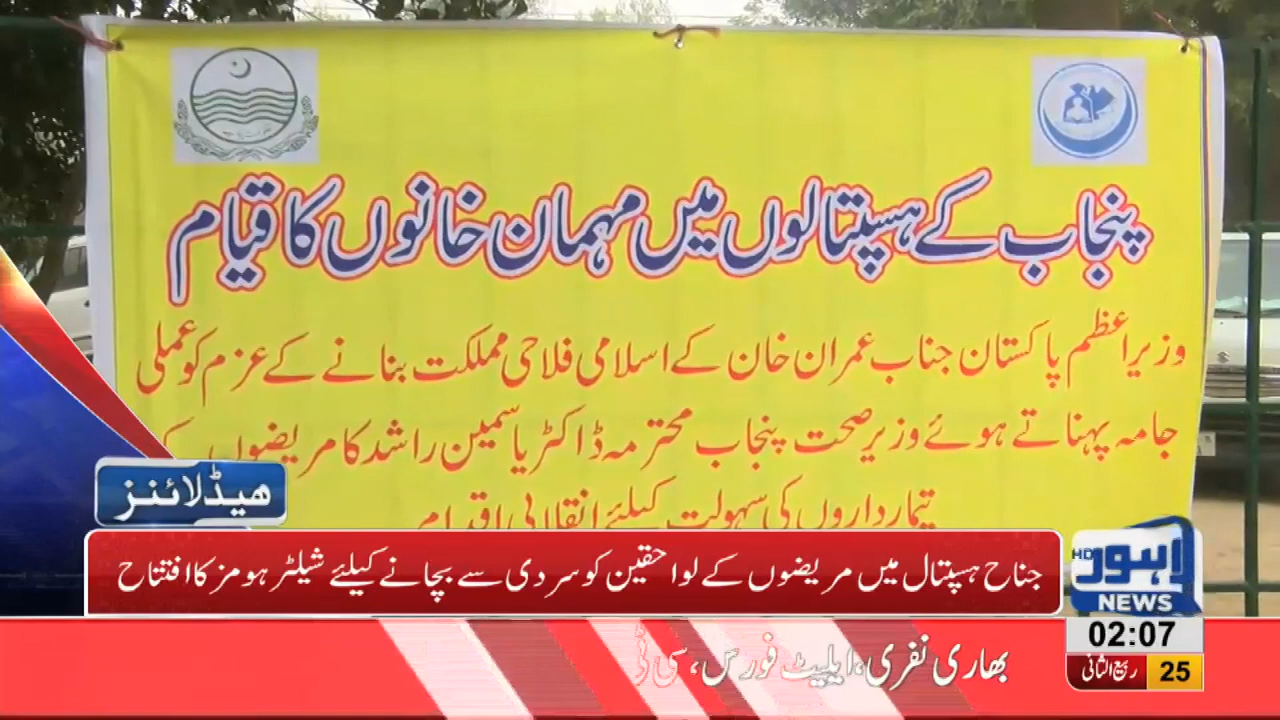 پنجاب کے ہسپتالوں میں مہمان خانوں کا قیام
وزیراعظم پاکستان جناب عمران خان کے اسلامی فلاحی مملکت بنانے کے عزم کو عملی
جامہ پہناتے ہوئے وزیر صحت پنجاب محترمہ ڈاکٹر یاسمین راشد کا مریضوں کے
تیمارداروں کی سہولت کیلئے انقلابی اقدام
ھیڈلائنز
جناح ہسپتال میں مریضوں کے لواحقین کو سردی سے بچانے کیلئے شیلٹر ہومز کا افتتاح
لاہور HD
NEWS
02:07
25 ربیع الثانی
بھاری نفری، ایلیٹ فورس، سی